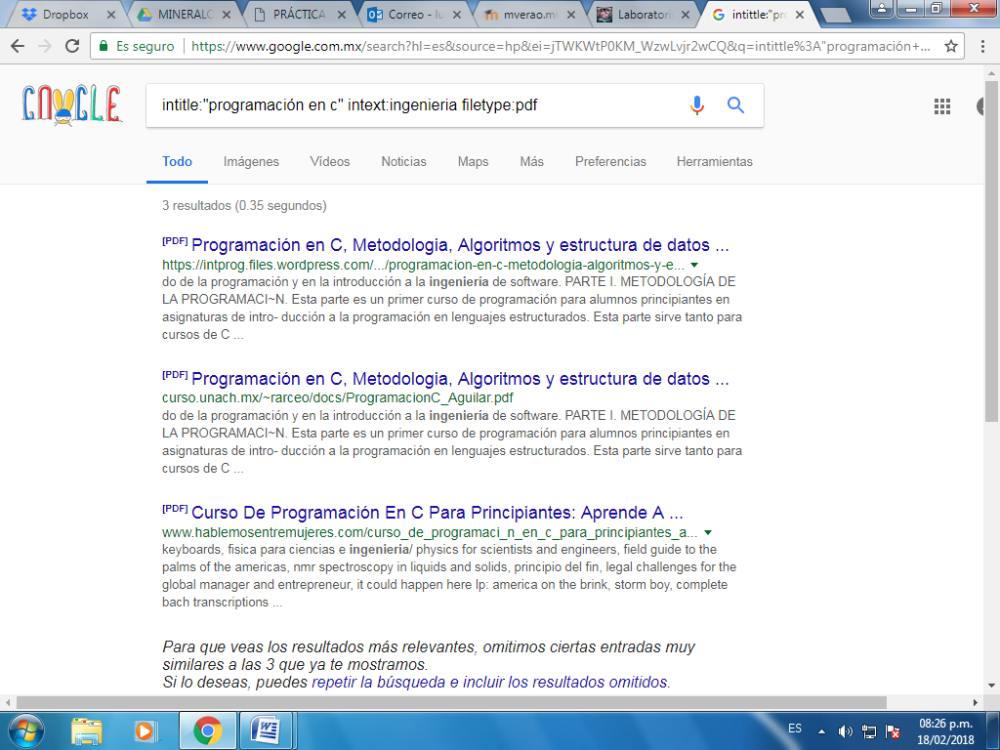 Dropbox
MINERALC
PRÁCTICA
Correo - lu
mverao.mi
Laboratori
intittle:"pro
Es seguro
https://www.google.com.mx/search?hl=es&source=hp&ei=jTWKWtP0KM_WzwLvjr2wCQ&q=intittle%3A"programación+...
intitle:"programación en c" intext:ingenieria filetype:pdf
Todo Imágenes Vídeos Noticias Maps Más Preferencias Herramientas
3 resultados (0.35 segundos)
[PDF] Programación en C, Metodologia, Algoritmos y estructura de datos ...
https://intprog.files.wordpress.com/.../programacion-en-c-metodologia-algoritmos-y-e...
do de la programación y en la introducción a la ingeniería de software. PARTE I. METODOLOGÍA DE
LA PROGRAMACI~N. Esta parte es un primer curso de programación para alumnos principiantes en
asignaturas de intro- ducción a la programación en lenguajes estructurados. Esta parte sirve tanto para
cursos de C ...
[PDF] Programación en C, Metodologia, Algoritmos y estructura de datos ...
curso.unach.mx/~rarceo/docs/ProgramacionC_Aguilar.pdf
do de la programación y en la introducción a la ingeniería de software. PARTE I. METODOLOGÍA DE
LA PROGRAMACI~N. Esta parte es un primer curso de programación para alumnos principiantes en
asignaturas de intro- ducción a la programación en lenguajes estructurados. Esta parte sirve tanto para
cursos de C ...
[PDF] Curso De Programación En C Para Principiantes: Aprende A ...
www.hablemosentremujeres.com/curso_de_programaci_n_en_c_para_principiantes_a...
keyboards, fisica para ciencias e ingenieria/ physics for scientists and engineers, field guide to the
palms of the americas, nmr spectroscopy in liquids and solids, principio del fin, legal challenges for the
global manager and entrepreneur, it could happen here lp: america on the brink, storm boy, complete
bach transcriptions ...
Para que veas los resultados más relevantes, omitimos ciertas entradas muy
similares a las 3 que ya te mostramos.
Si lo deseas, puedes repetir la búsqueda e incluir los resultados omitidos.
ES
08:26 p.m.
18/02/2018